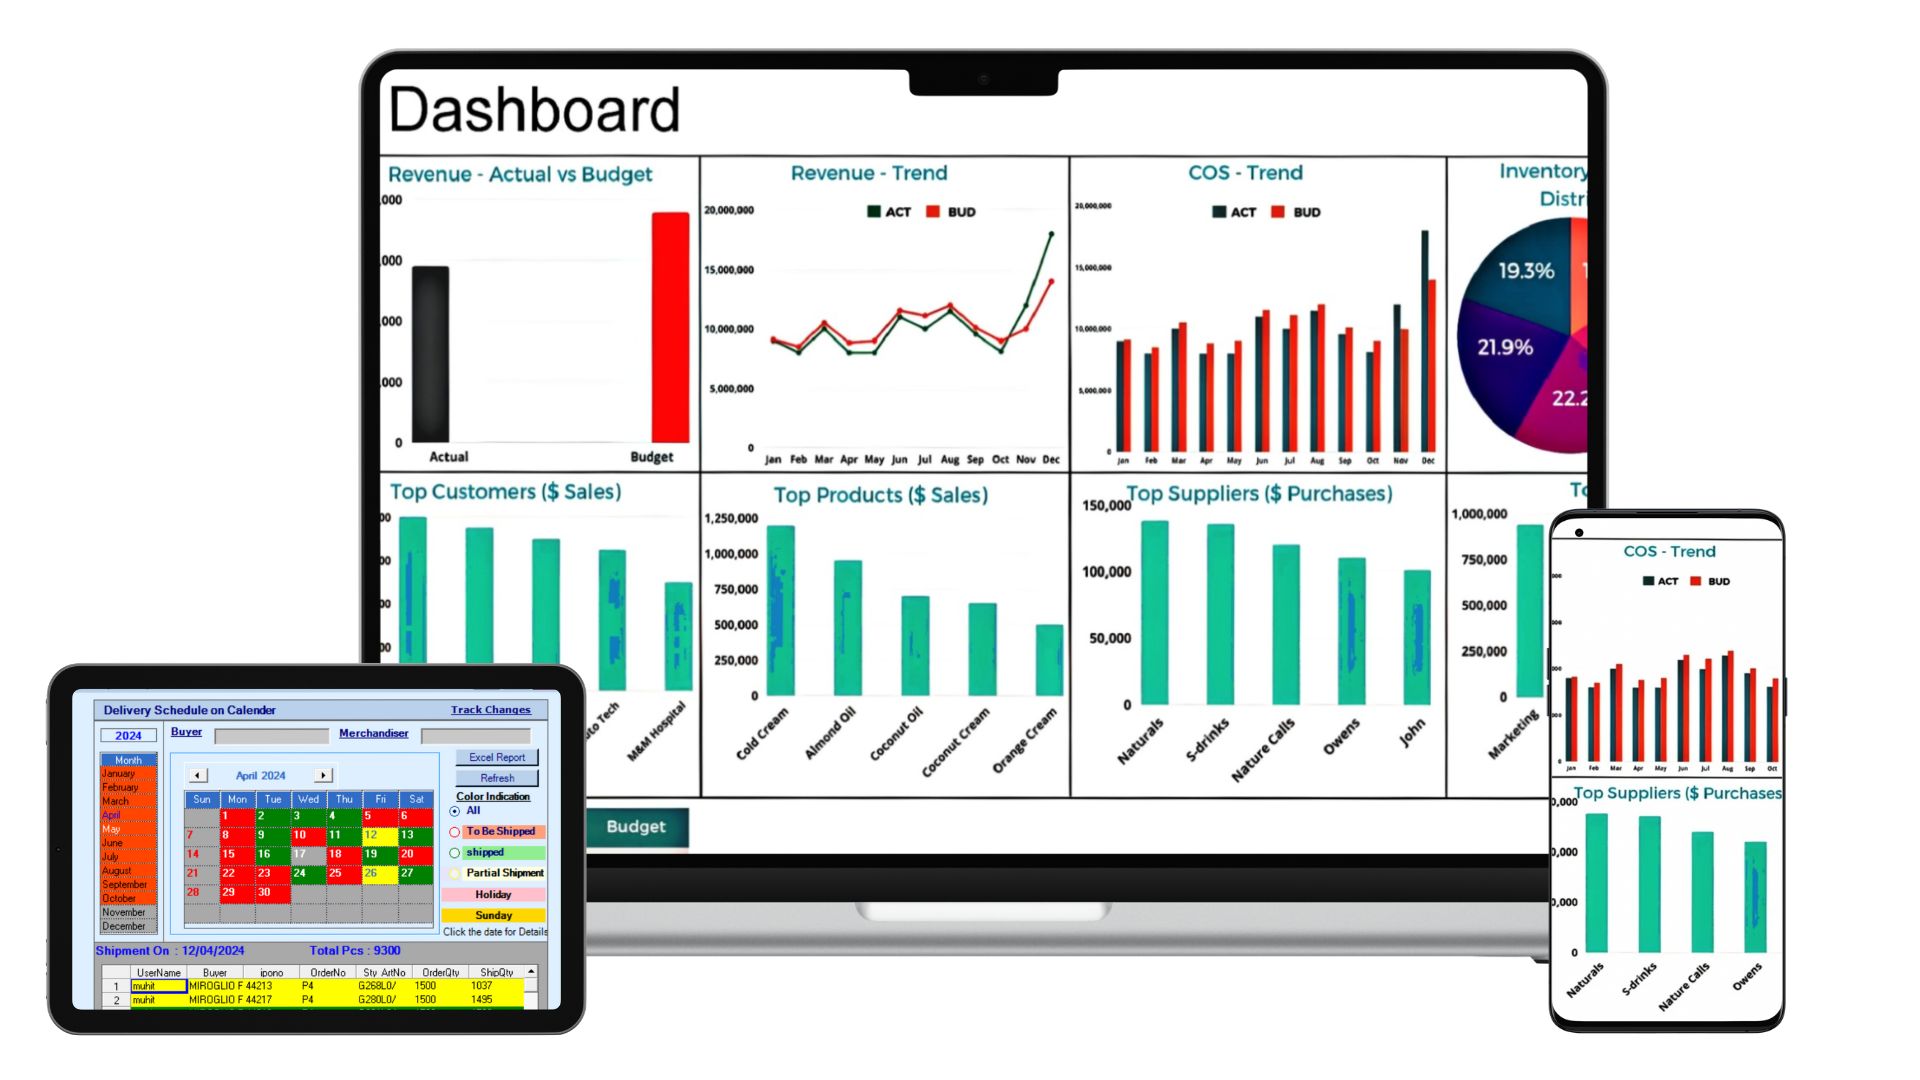 Dashboard
Revenue - Actual vs Budget
,000
,000
,000
,000
0
Actual Budget
Revenue - Trend
ACT BUD
20,000,000
15,000,000
10,000,000
5,000,000
0
Jan Feb Mar Apr May Jun Jul Aug Sep Oct Nov Dec
COS - Trend
ACT BUD
20,000,000
15,000,000
10,000,000
5,000,000
0
Jan Feb Mar Apr May Jun Jul Aug Sep Oct Nov Dec
Inventory
Distri
19.3%
21.9%
22.2
Top Customers ($ Sales)
00
00
00
00
oto Tech
M&M Hospital
Top Products ($ Sales)
1,250,000
1,000,000
750,000
500,000
250,000
0
Cold Cream
Almond Oil
Coconut Oil
Coconut Cream
Orange Cream
Top Suppliers ($ Purchases)
150,000
100,000
50,000
0
Naturals
S-drinks
Nature Calls
Owens
John
To
1,000,000
750,000
500,000
250,000
0
Marketing
Budget
Delivery Schedule on Calender Track Changes
2024 Buyer Merchandiser
Month
January
February
March
April
May
June
July
August
September
October
November
December
April 2024
Sun Mon Tue Wed Thu Fri Sat
1 2 3 4 5 6
7 8 9 10 11 12 13
14 15 16 17 18 19 20
21 22 23 24 25 26 27
28 29 30
Excel Report
Refresh
Color Indication
All
To Be Shipped
shipped
Partial Shipment
Holiday
Sunday
Click the date for Details
Shipment On : 12/04/2024 Total Pcs : 9300
UserName Buyer ipono OrderNo Sty ArtNo OrderQty ShipQty
1 muhit MIROGLIO F 44213 P4 G268L0/ 1500 1037
2 muhit MIROGLIO F 44217 P4 G280L0/ 1500 1495
COS - Trend
ACT BUD
000
000
000
000
0
Jan Feb Mar Apr May Jun Jul Aug Sep Oct
Top Suppliers ($ Purchases
0,000
0,000
0,000
0
Naturals
S-drinks
Nature Calls
Owens